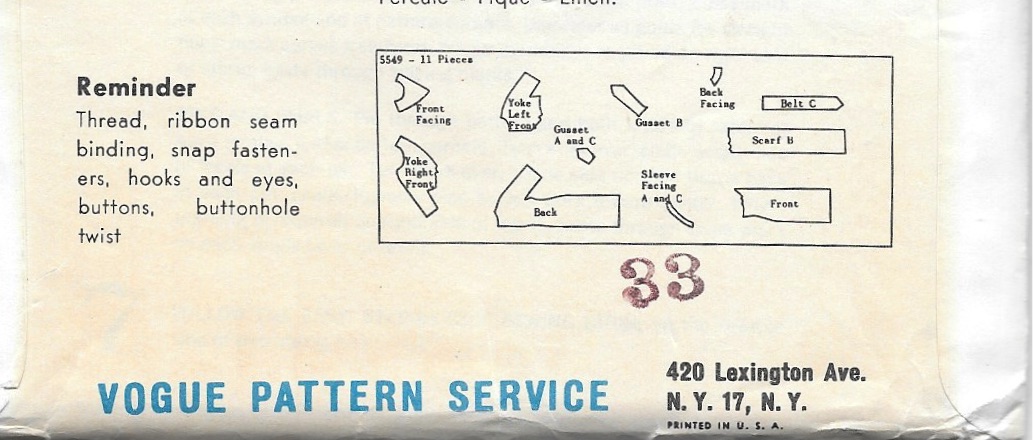 Percale - Pique - Linen.
5549 - 11 Pieces
Reminder
Thread, ribbon seam
binding, snap fasten-
ers, hooks and eyes,
buttons, buttonhole
twist
Front
Facing
Yoke
Left
Front
Gusset B
Back
Facing
Belt C
Gusset
A and C
Scarf B
Yoke
Right
Front
Back
Sleeve
Facing
A and C
Front
33
VOGUE PATTERN SERVICE
420 Lexington Ave.
N. Y. 17, N. Y.
PRINTED IN U. S. A.